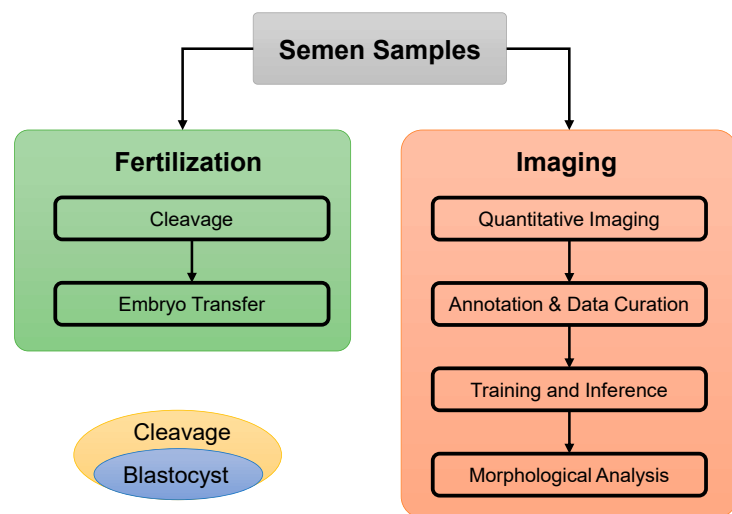 Semen Samples
Fertilization
Cleavage
Embryo Transfer
Imaging
Quantitative Imaging
Annotation & Data Curation
Training and Inference
Morphological Analysis
Cleavage
Blastocyst